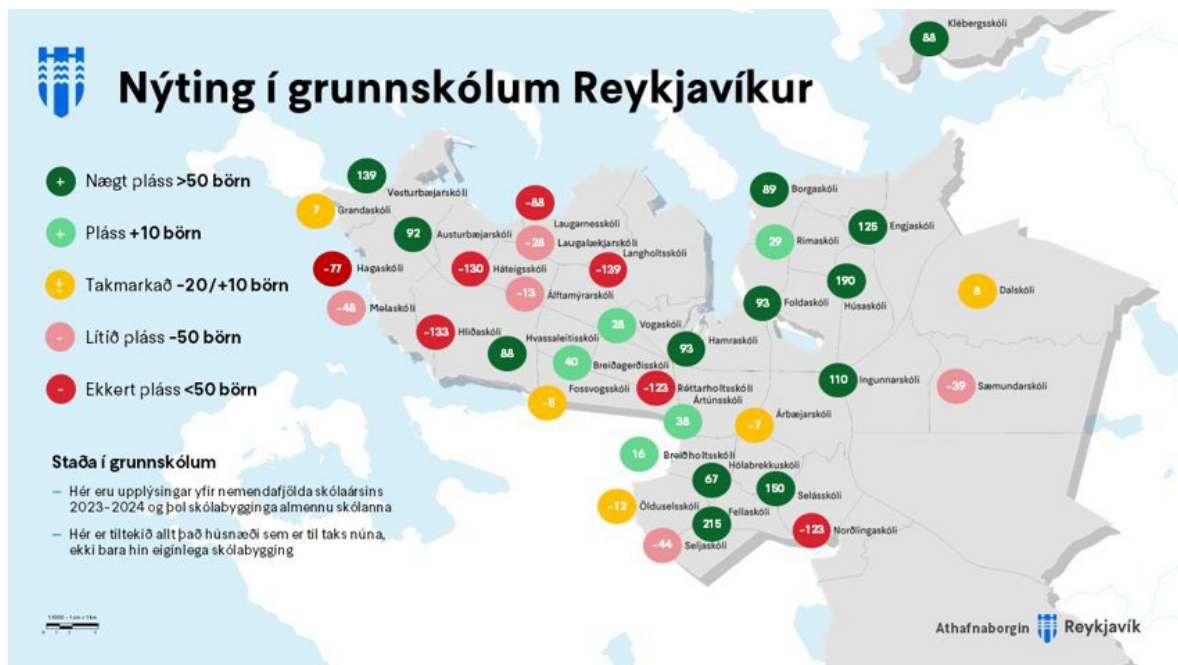 Nýting í grunnskólum Reykjavíkur
+ Nægt pláss >50 börn
+ Pláss +10 börn
± Takmarkað -20/+10 börn
- Lítið pláss -50 börn
- Ekkert pláss <50 börn
Staða í grunnskólum
– Hér eru upplýsingar yfir nemendafjölda skólaársins
2023-2024 og þol skólabygginga almennu skólanna
– Hér er tiltekið allt það húsnæði sem er til taks núna,
ekki bara hin eiginlega skólabygging
88 Klébergsskóli
139 Vesturbæjarskóli
7 Grandaskóli
92 Austurbæjarskóli
-88 Laugarnesskóli
-28 Laugalækjarskóli
-139 Langholtsskóli
-77 Hagaskóli
-130 Háteigsskóli
-13 Álftamýrarskóli
-48 Melaskóli
-133 Hlíðaskóli
88 Hvassaleitisskóli
28 Vogaskóli
40 Breiðagerðisskóli
93 Hamraskóli
-5 Fossvogsskóli
-123 Réttarholtsskóli
38 Ártúnsskóli
89 Borgaskóli
29 Rimaskóli
125 Engjaskóli
190 Húsaskóli
93 Foldaskóli
8 Dalskóli
110 Ingunnarskóli
-39 Sæmundarskóli
-7 Árbæjarskóli
16 Breiðholtsskóli
67 Hólabrekkuskóli
150 Selásskóli
-12 Ölduselsskóli
215 Fellaskóli
-44 Seljaskóli
-123 Norðlingaskóli
Athafnaborgin Reykjavík